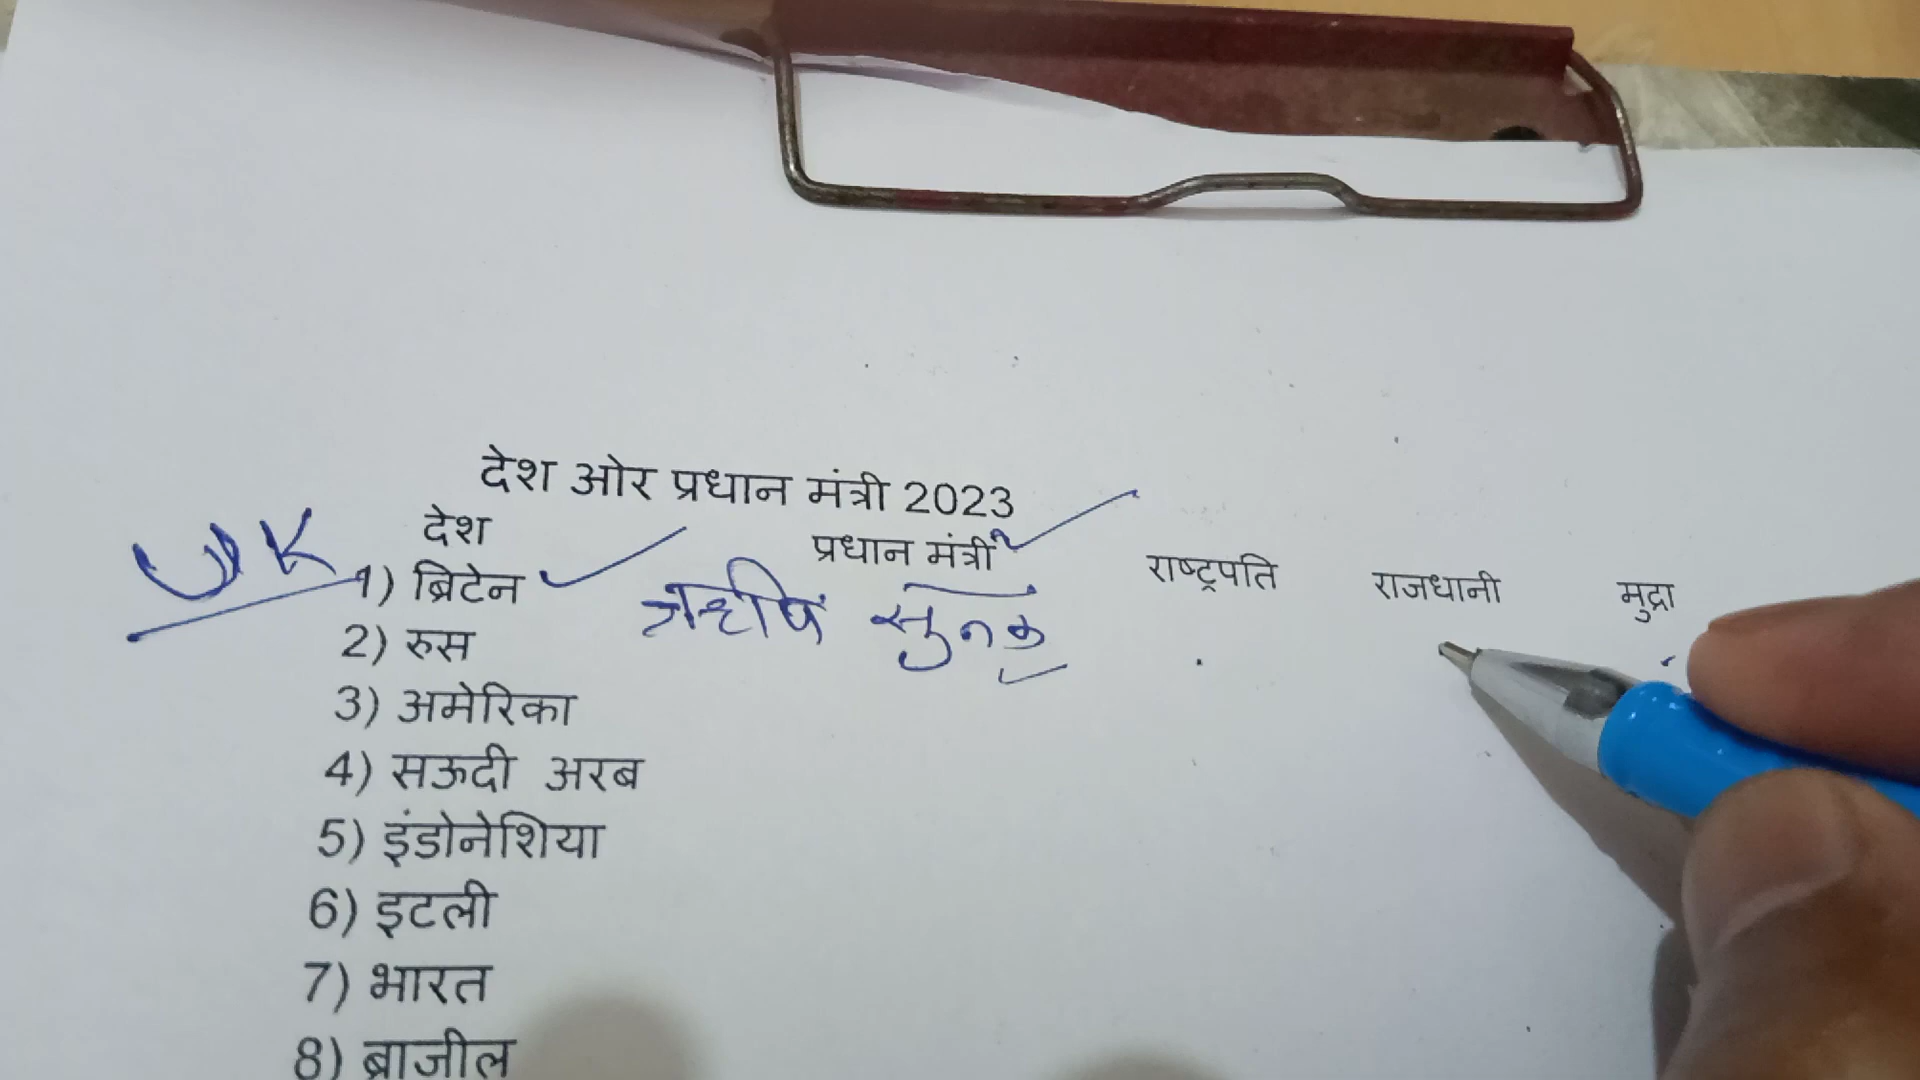 देश ओर प्रधान मंत्री 2023
देश प्रधान मंत्री राष्ट्रपति राजधानी मुद्रा
UK 1) ब्रिटेन ऋषि सुनक
2) रुस
3) अमेरिका
4) सऊदी अरब
5) इंडोनेशिया
6) इटली
7) भारत
8) ब्राजील